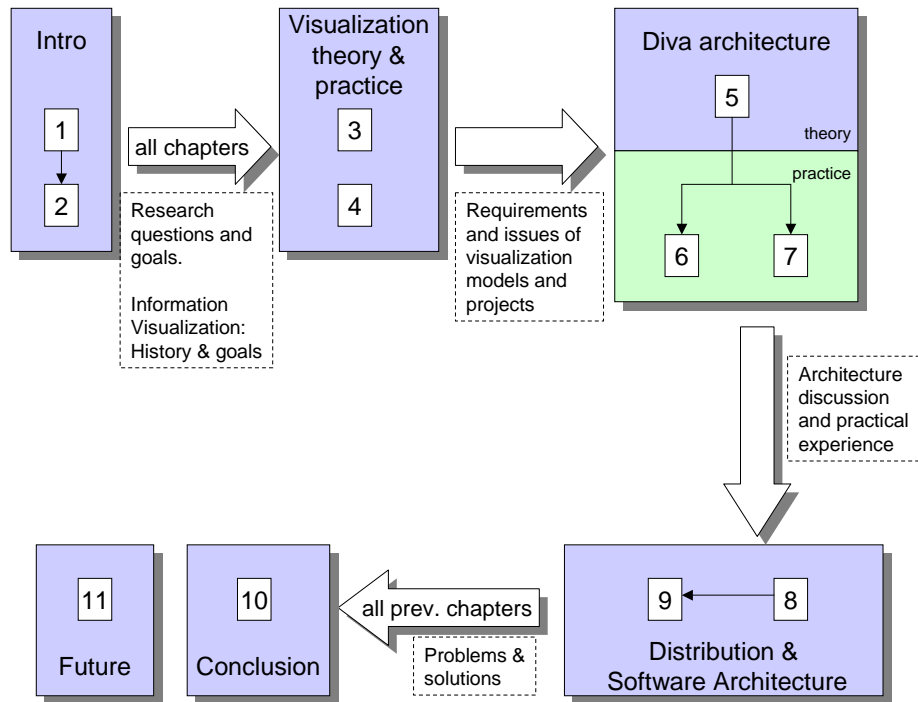 Intro
1
2
all chapters
Research
questions and
goals.
Information
Visualization:
History & goals
Visualization
theory &
practice
3
4
Requirements
and issues of
visualization
models and
projects
Diva architecture
5
theory
practice
6
7
Architecture
discussion
and practical
experience
9
8
Distribution &
Software Architecture
all prev. chapters
Problems &
solutions
10
Conclusion
11
Future